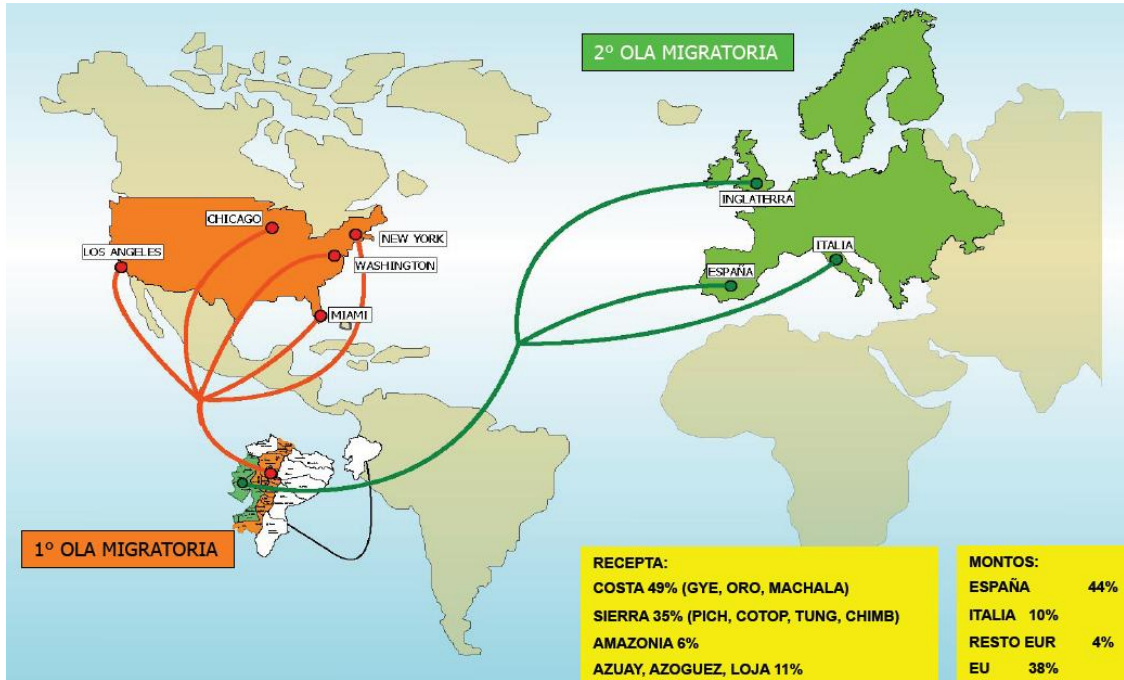 2º OLA MIGRATORIA
CHICAGO
NEW YORK
LOS ANGELES
WASHINGTON
MIAMI
INGLATERRA
ITALIA
ESPAÑA
1º OLA MIGRATORIA
RECEPTA:
COSTA 49% (GYE, ORO, MACHALA)
SIERRA 35% (PICH, COTOP, TUNG, CHIMB)
AMAZONIA 6%
AZUAY, AZOGUEZ, LOJA 11%
MONTOS:
ESPAÑA 44%
ITALIA 10%
RESTO EUR 4%
EU 38%